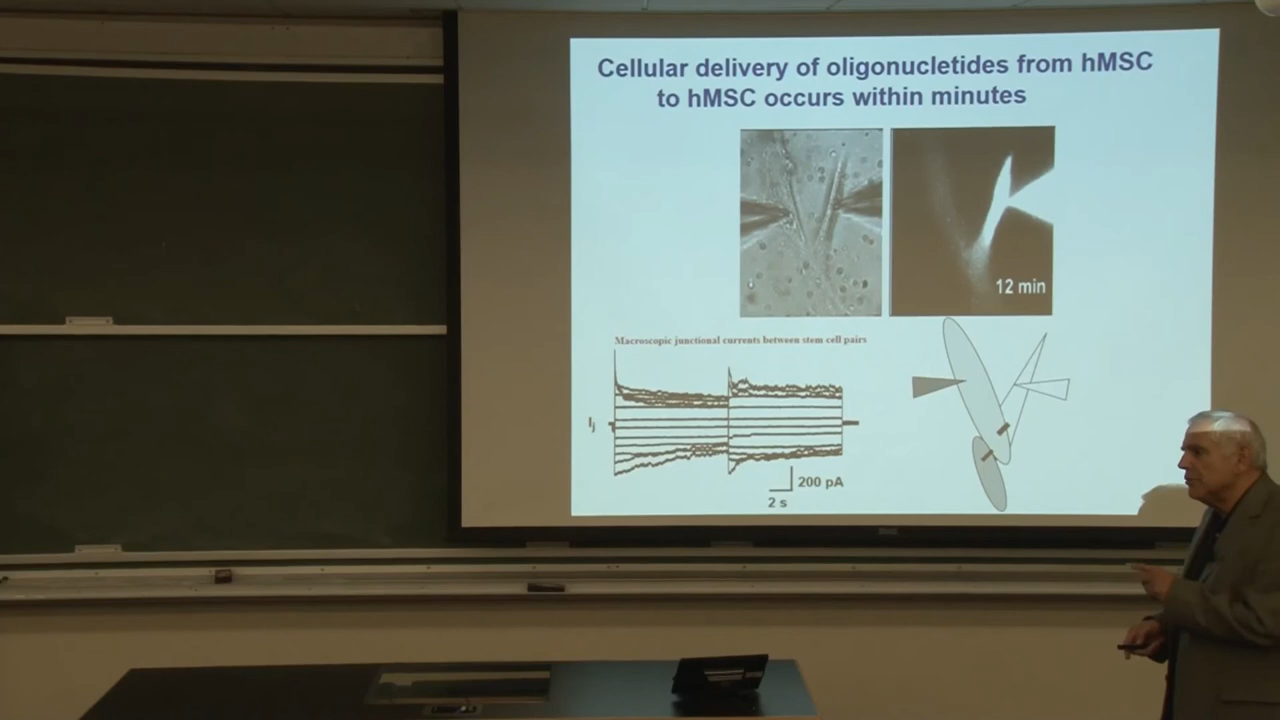 Cellular delivery of oligonucletides from hMSC
to hMSC occurs within minutes
12 min
Macroscopic junctional currents between stem cell pairs
Ij
200 pA
2 s